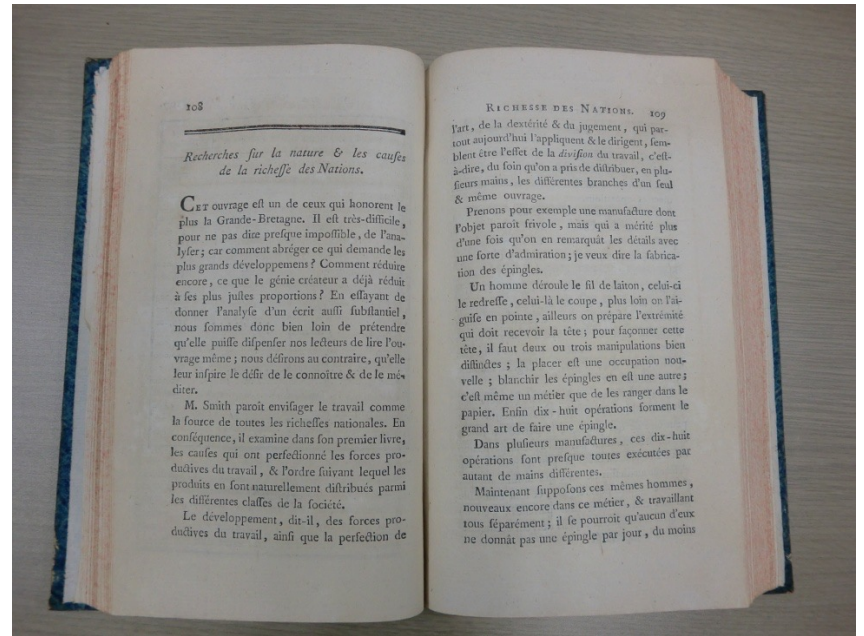 108
Recherches ſur la nature & les cauſes
de la richeſſe des Nations.
CET ouvrage eſt un de ceux qui honorent le
plus la Grande-Bretagne. Il eſt très-difficile,
pour ne pas dire preſque impoſſible, de l'ana-
lyſer; car comment abréger ce qui demande les
plus grands développemens? Comment réduire
encore, ce que le génie créateur a déjà réduit
à ſes plus juſtes proportions? En eſſayant de
donner l'analyſe d'un écrit auſſi ſubſtantiel,
nous ſommes donc bien loin de prétendre
qu'elle puiſſe diſpenſer nos lecteurs de lire l'ou-
vrage même; nous déſirons au contraire, qu'elle
leur inſpire le déſir de le connoître & de le mé-
diter.
M. Smith paroît enviſager le travail comme
la ſource de toutes les richeſſes nationales. En
conſéquence, il examine dans ſon premier livre,
les cauſes qui ont perfectionné les forces pro-
ductives du travail, & l'ordre ſuivant lequel les
produits en ſont naturellement diſtribués parmi
les différentes claſſes de la ſociété.
Le développement, dit-il, des forces pro-
ductives du travail, ainſi que la perfection de
RICHESSE DES NATIONS. 109
l'art, de la dextérité & du jugement, qui par-
tout aujourd'hui l'appliquent & le dirigent, ſem-
blent être l'effet de la diviſion du travail, c'eſt-
à-dire, du ſoin qu'on a pris de diſtribuer, en plu-
ſieurs mains, les différentes branches d'un ſeul
& même ouvrage.
Prenons pour exemple une manufacture dont
l'objet paroît frivole, mais qui a mérité plus
d'une fois qu'on en remarquât les détails avec
une ſorte d'admiration; je veux dire la fabrica-
tion des épingles.
Un homme déroule le fil de laiton, celui-ci
le redreſſe, celui-là le coupe, plus loin on l'ai-
guiſe en pointe, ailleurs on prépare l'extrémité
qui doit recevoir la tête; pour façonner cette
tête, il faut deux ou trois manipulations bien
diſtinctes; la placer eſt une occupation nou-
velle; blanchir les épingles en eſt une autre;
c'eſt même un métier que de les ranger dans le
papier. Enfin dix-huit opérations forment le
grand art de faire une épingle.
Dans pluſieurs manufactures, ces dix-huit
opérations ſont preſque toutes exécutées par
autant de mains différentes.
Maintenant ſuppoſons ces mêmes hommes,
nouveaux encore dans ce métier, & travaillant
tous ſéparément; il ſe pourroit qu'aucun d'eux
ne donnât pas une épingle par jour, du moins